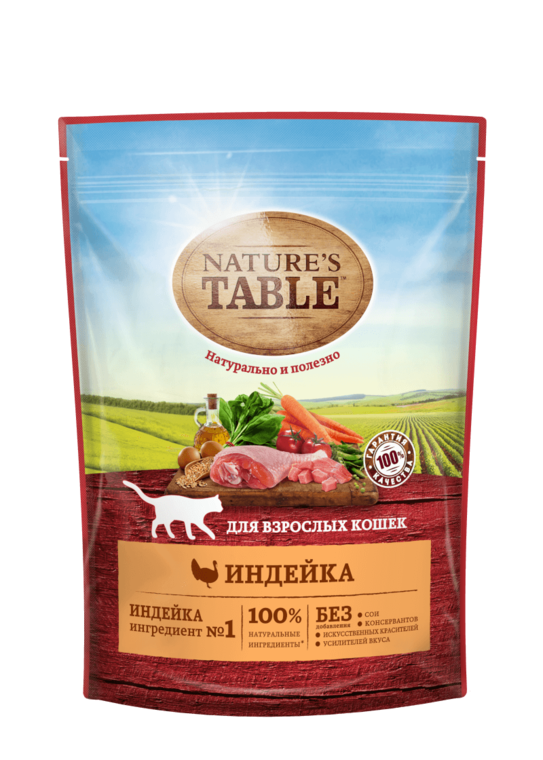 NATURE'S
TABLE™
Натурально и полезно
ГАРАНТИЯ
100%
КАЧЕСТВА
ДЛЯ ВЗРОСЛЫХ КОШЕК
ИНДЕЙКА
ИНДЕЙКА
ингредиент №1
100%
НАТУРАЛЬНЫЕ
ИНГРЕДИЕНТЫ*
БЕЗ
добавления
• СОИ
• КОНСЕРВАНТОВ
• ИСКУССТВЕННЫХ КРАСИТЕЛЕЙ
• УСИЛИТЕЛЕЙ ВКУСА